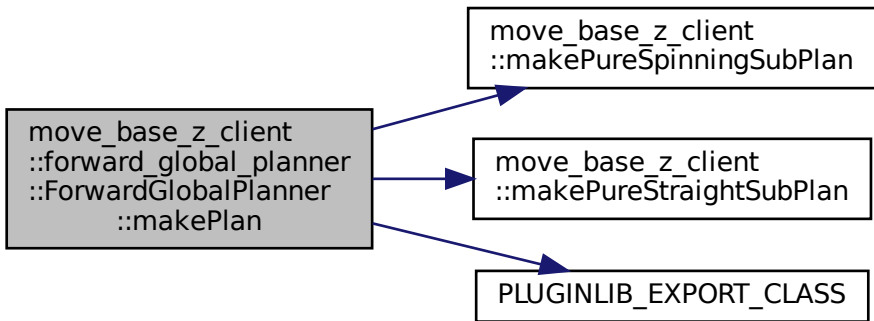 move_base_z_client
::forward_global_planner
::ForwardGlobalPlanner
::makePlan
move_base_z_client
::makePureSpinningSubPlan
move_base_z_client
::makePureStraightSubPlan
PLUGINLIB_EXPORT_CLASS